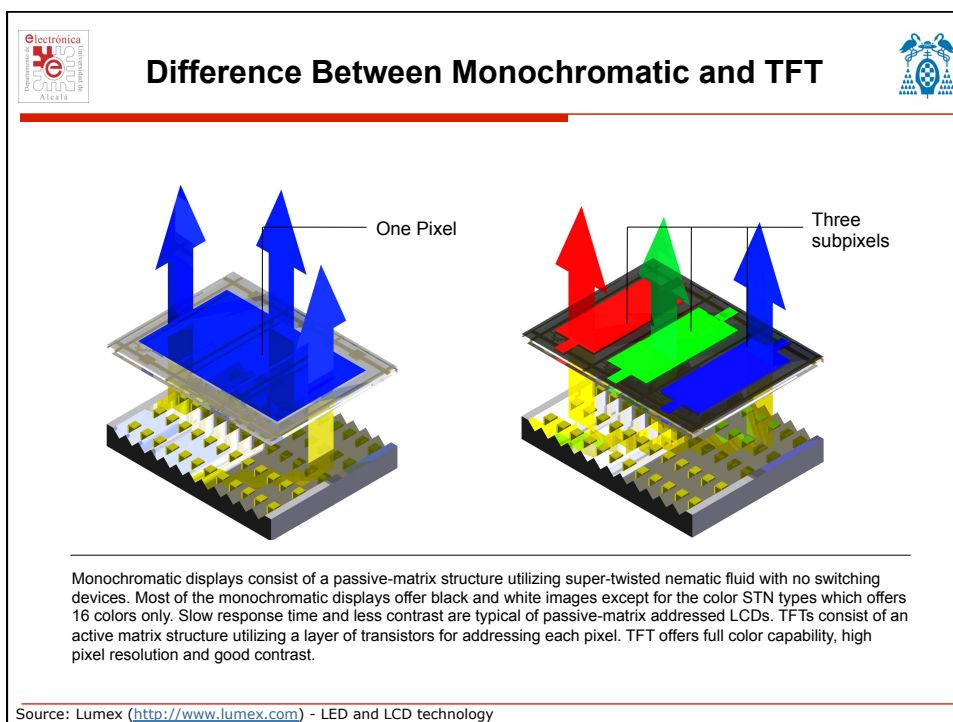 electrónica
Departamento de
Universidad de
Alcalá
Difference Between Monochromatic and TFT
One Pixel
Three
subpixels
Monochromatic displays consist of a passive-matrix structure utilizing super-twisted nematic fluid with no switching
devices. Most of the monochromatic displays offer black and white images except for the color STN types which offers
16 colors only. Slow response time and less contrast are typical of passive-matrix addressed LCDs. TFTs consist of an
active matrix structure utilizing a layer of transistors for addressing each pixel. TFT offers full color capability, high
pixel resolution and good contrast.
Source: Lumex (http://www.lumex.com) - LED and LCD technology